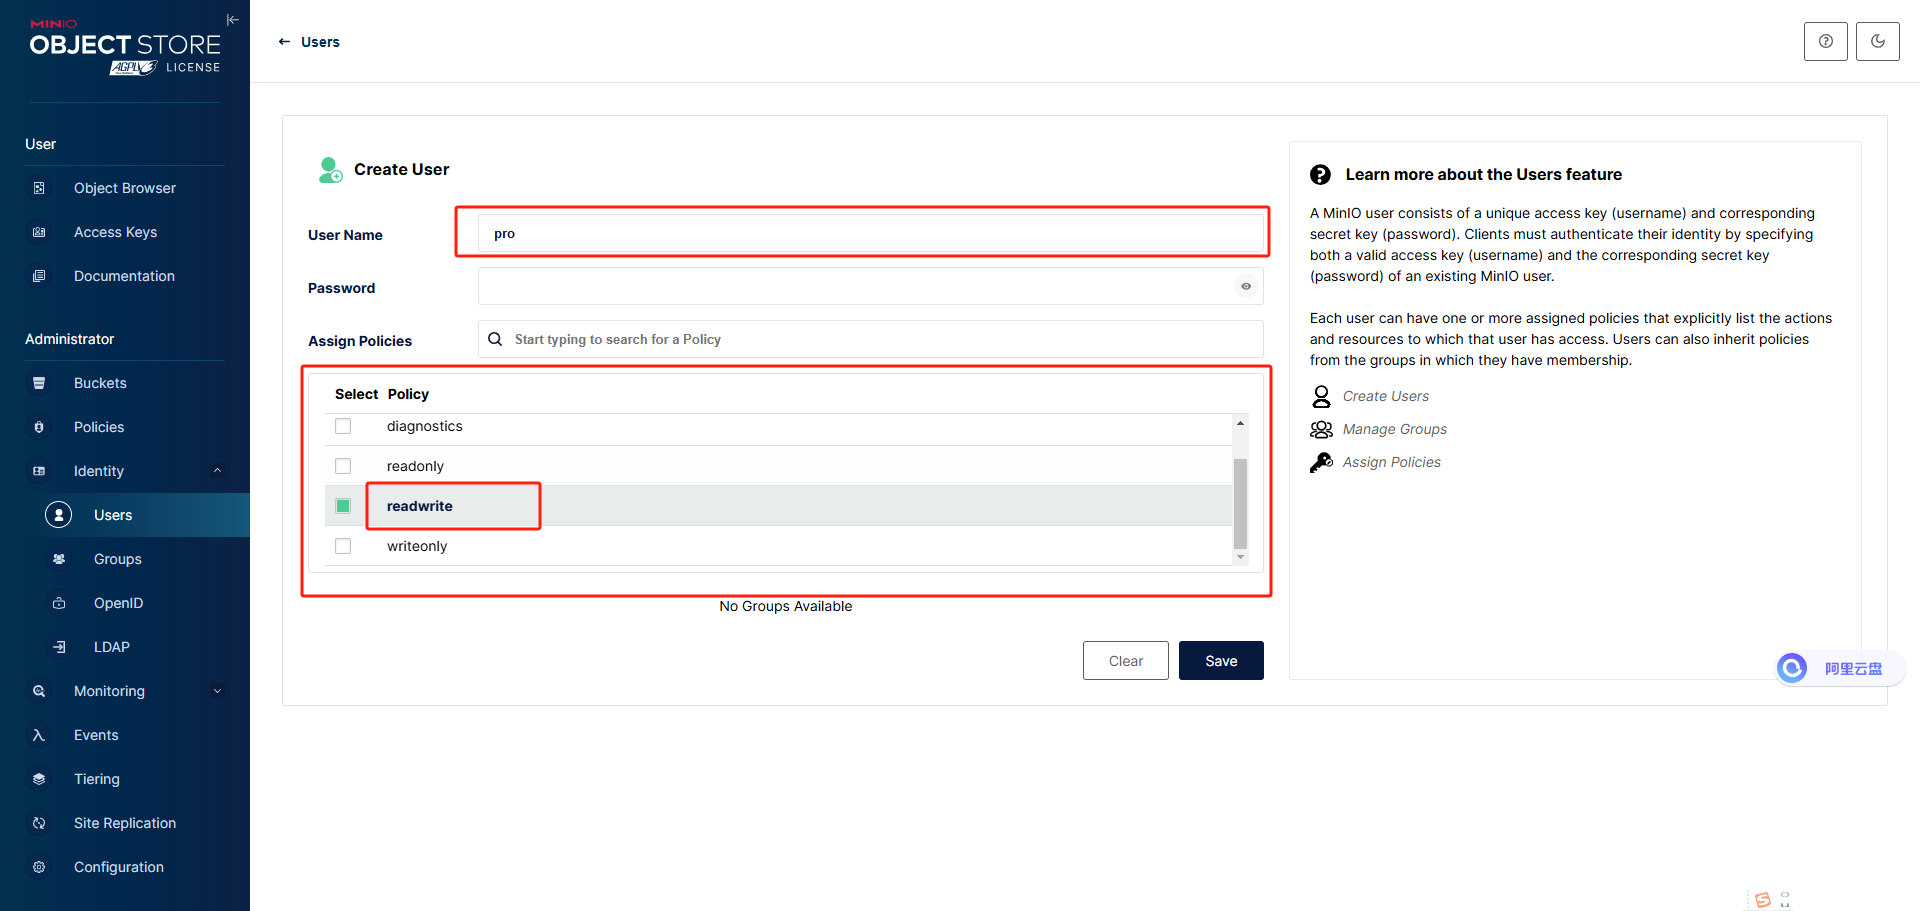 MINIO
OBJECT STORE
AGPL v3 LICENSE
User
Object Browser
Access Keys
Documentation
Administrator
Buckets
Policies
Identity
Users
Groups
OpenID
LDAP
Monitoring
Events
Tiering
Site Replication
Configuration
Users
Create User
User Name
pro
Password
Assign Policies
Start typing to search for a Policy
Select Policy
diagnostics
readonly
readwrite
writeonly
No Groups Available
Clear
Save
Learn more about the Users feature
A MinIO user consists of a unique access key (username) and corresponding
secret key (password). Clients must authenticate their identity by specifying
both a valid access key (username) and the corresponding secret key
(password) of an existing MinIO user.
Each user can have one or more assigned policies that explicitly list the actions
and resources to which that user has access. Users can also inherit policies
from the groups in which they have membership.
Create Users
Manage Groups
Assign Policies
阿里云盘